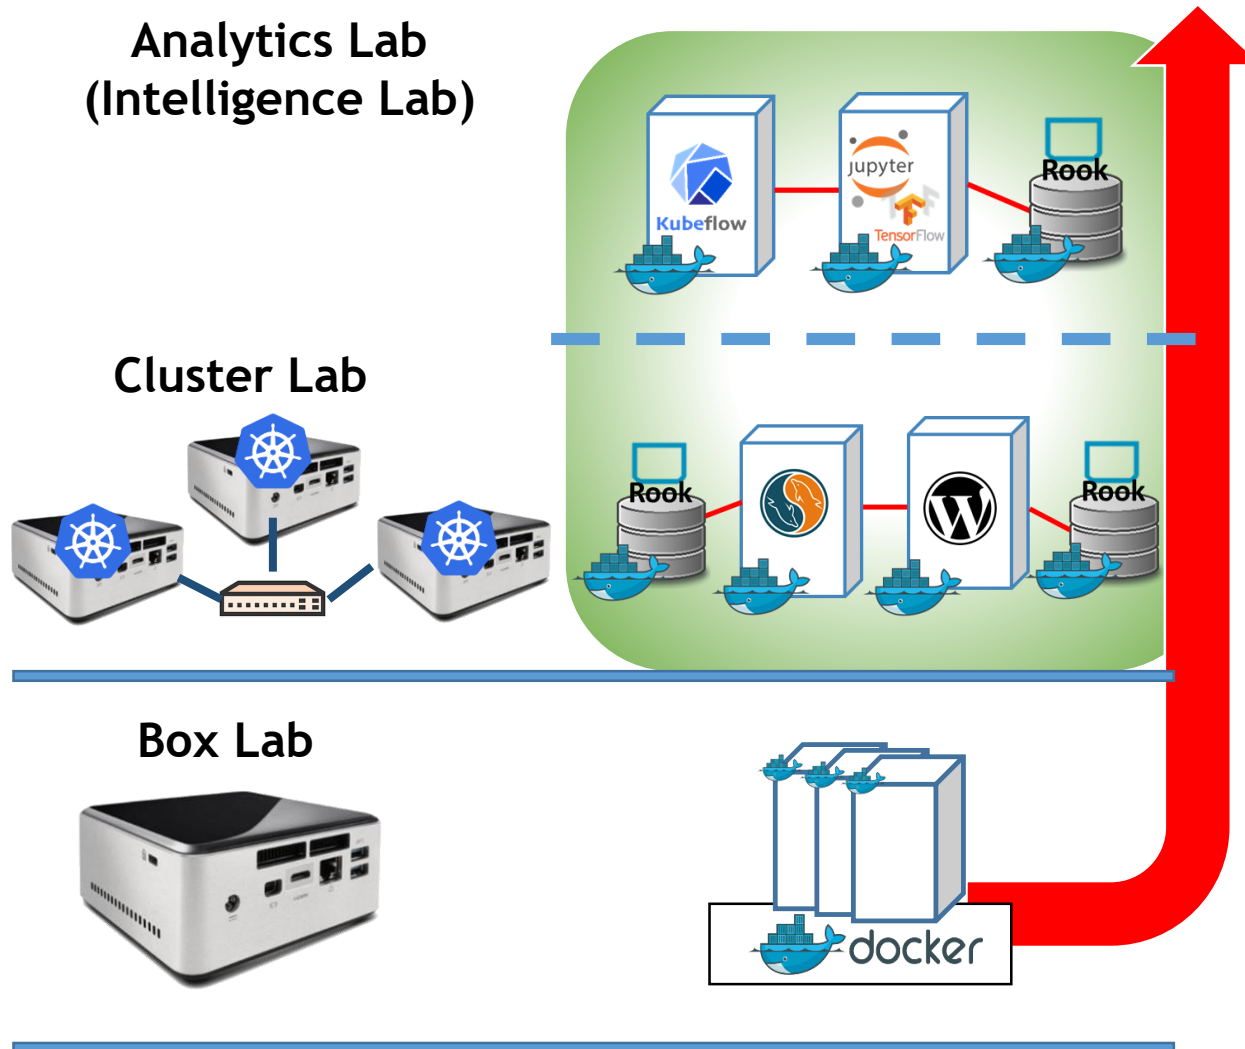 Analytics Lab
(Intelligence Lab)
Kubeflow
jupyter
TensorFlow
Rook
Cluster Lab
Rook
Rook
Box Lab
docker